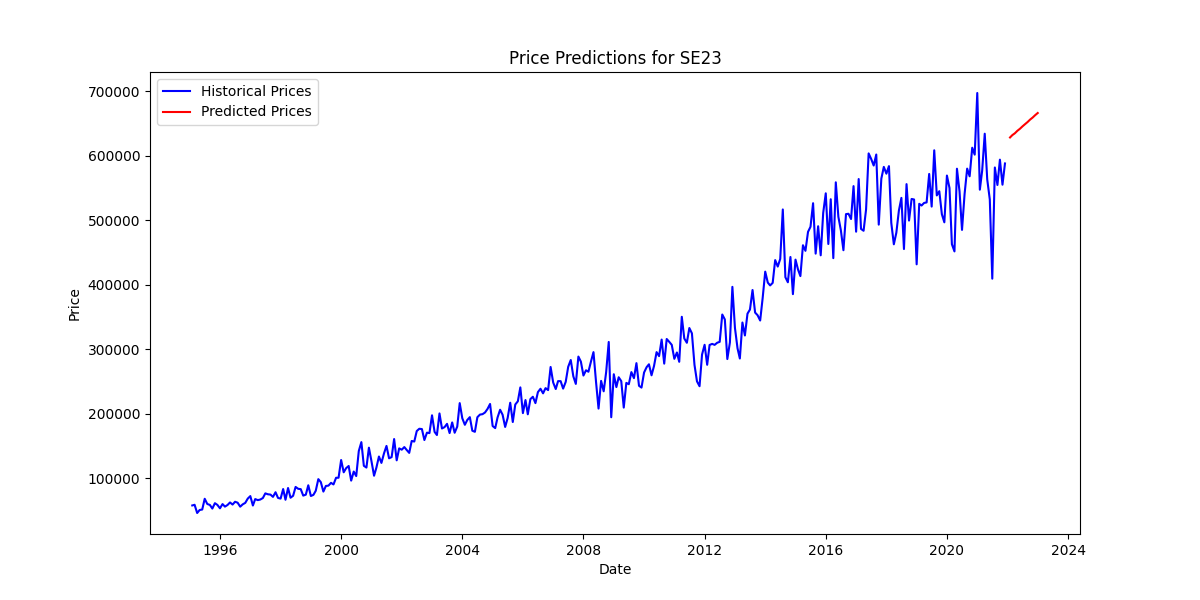 Price Predictions for SE23
Historical Prices
Predicted Prices
700000
600000
500000
400000
300000
200000
100000
Price
1996 2000 2004 2008 2012 2016 2020 2024
Date